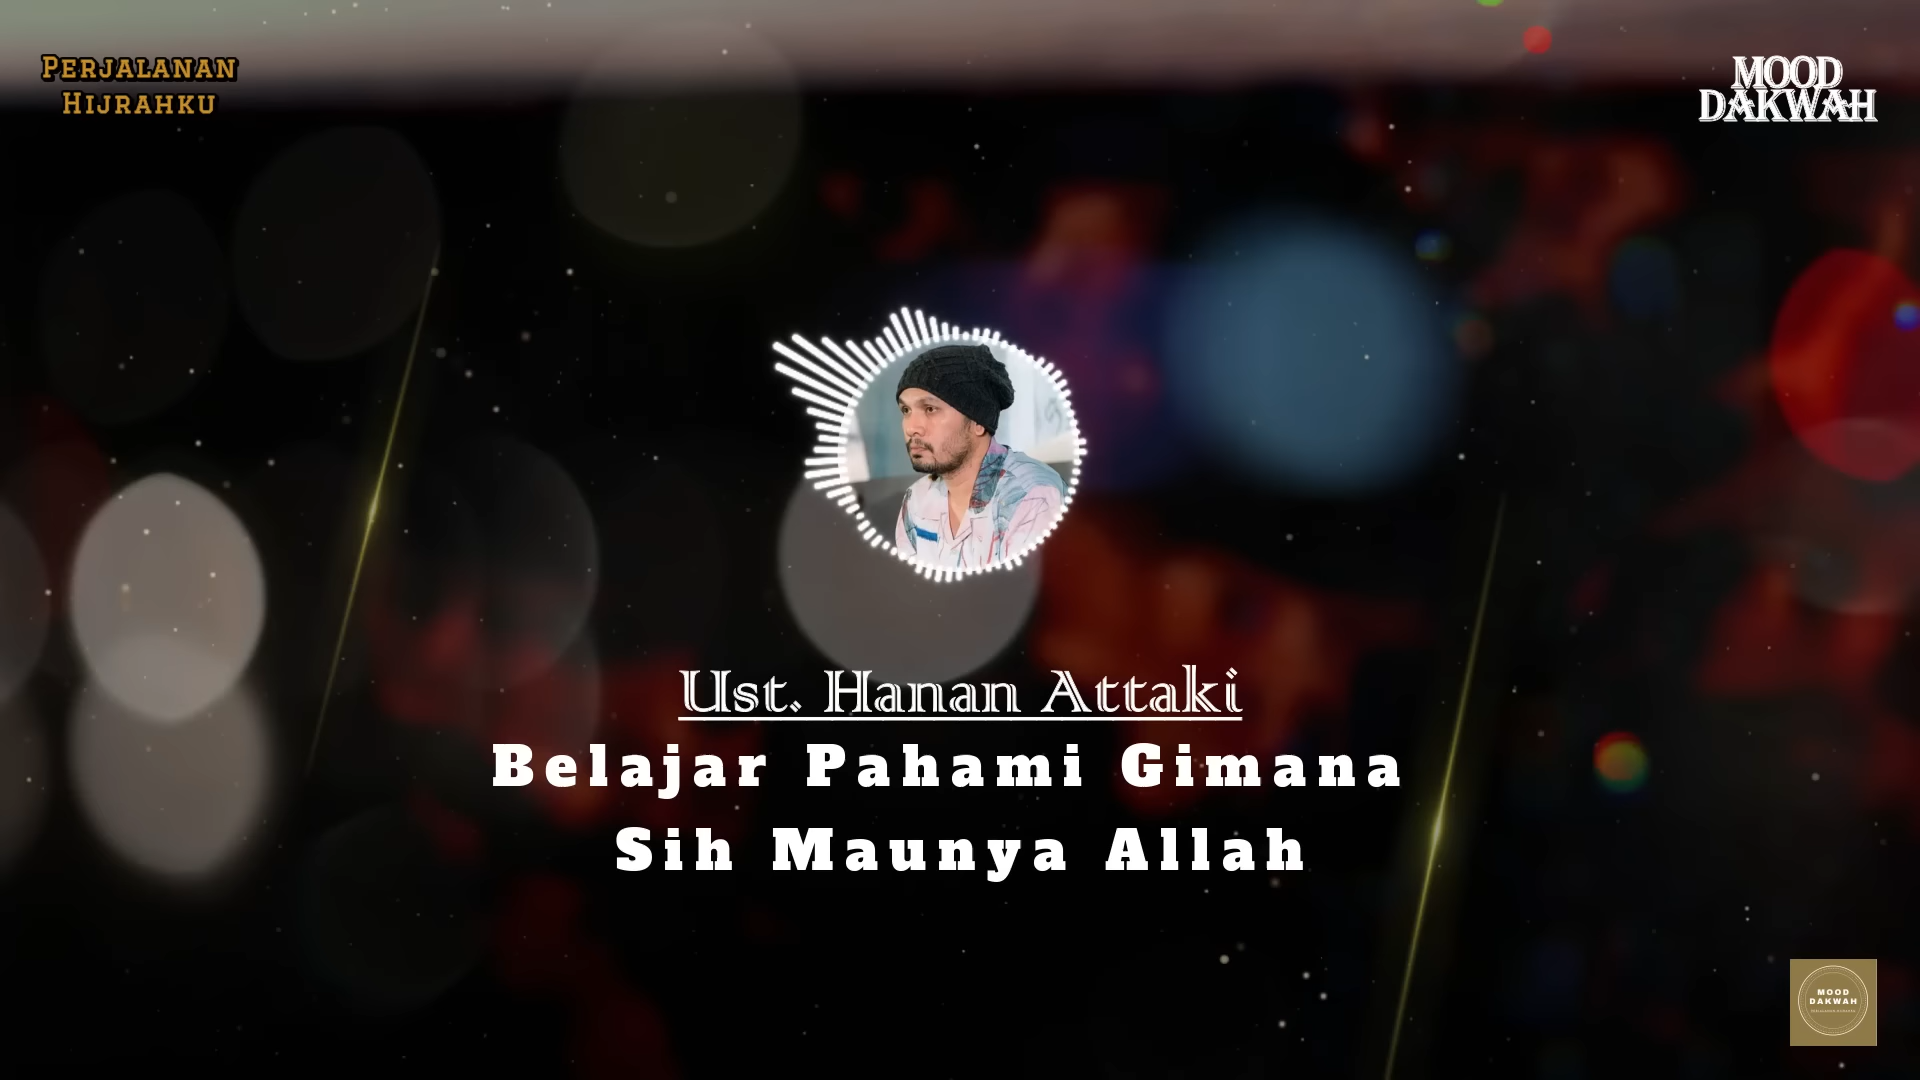 PERJALANAN
HIJRAHKU
MOOD
DAKWAH
Ust. Hanan Attaki
Belajar Pahami Gimana
Sih Maunya Allah
MOOD
DAKWAH